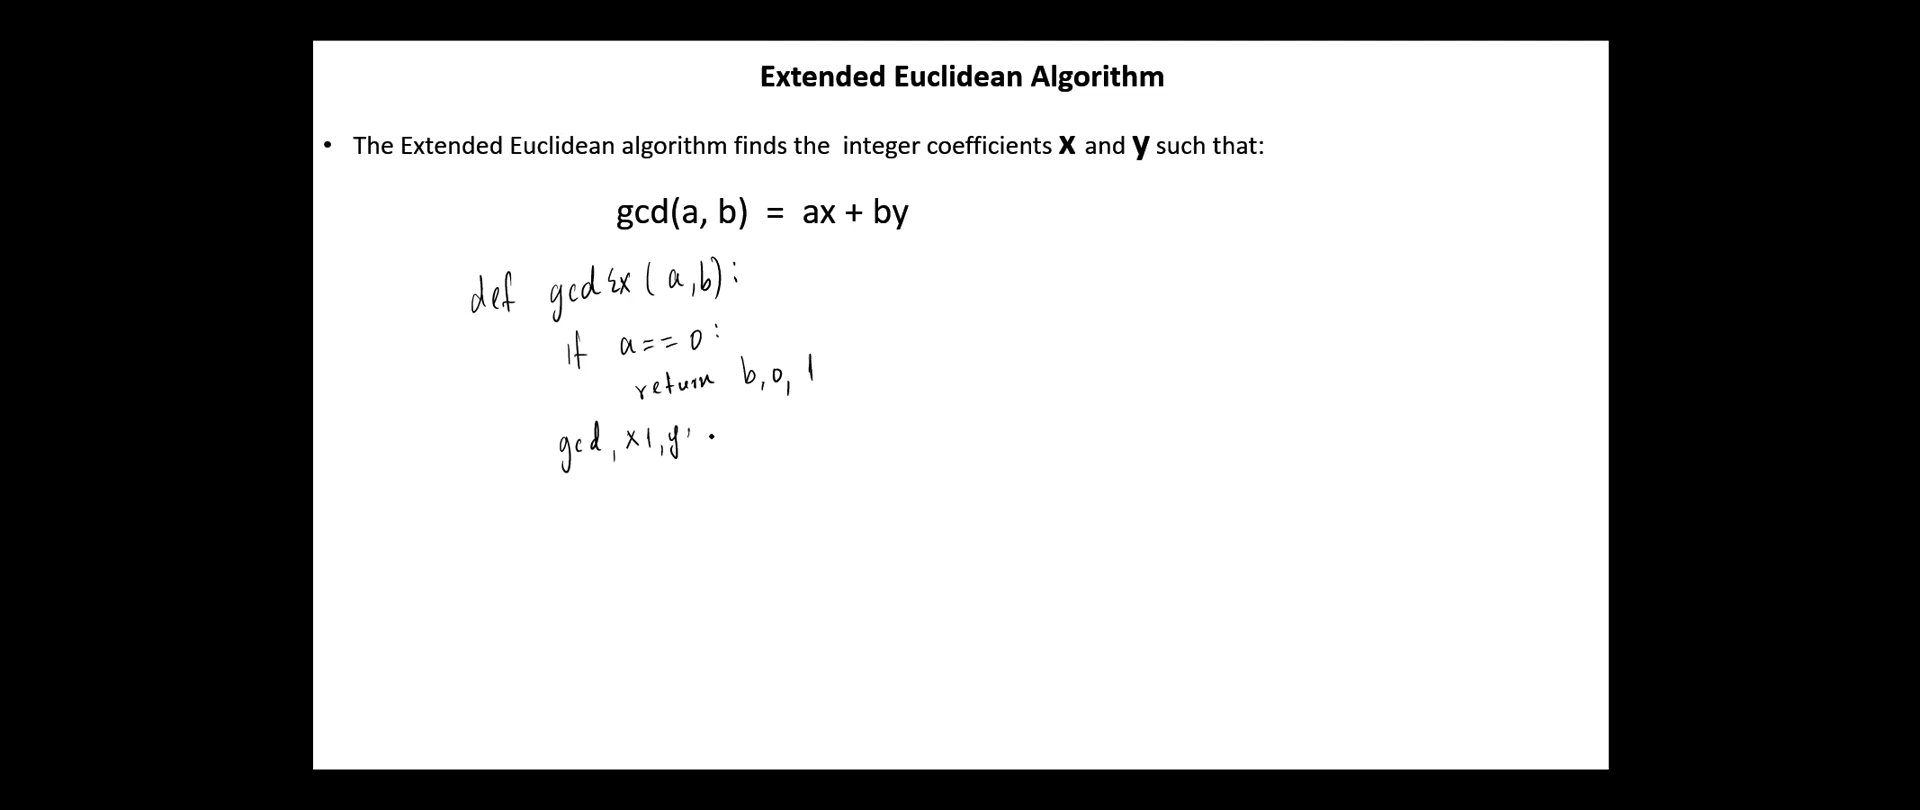 Extended Euclidean Algorithm
• The Extended Euclidean algorithm finds the integer coefficients x and y such that:
gcd(a, b) = ax + by
def gcdEx(a,b):
if a==0:
return b,0,1
gcd, x1,y'